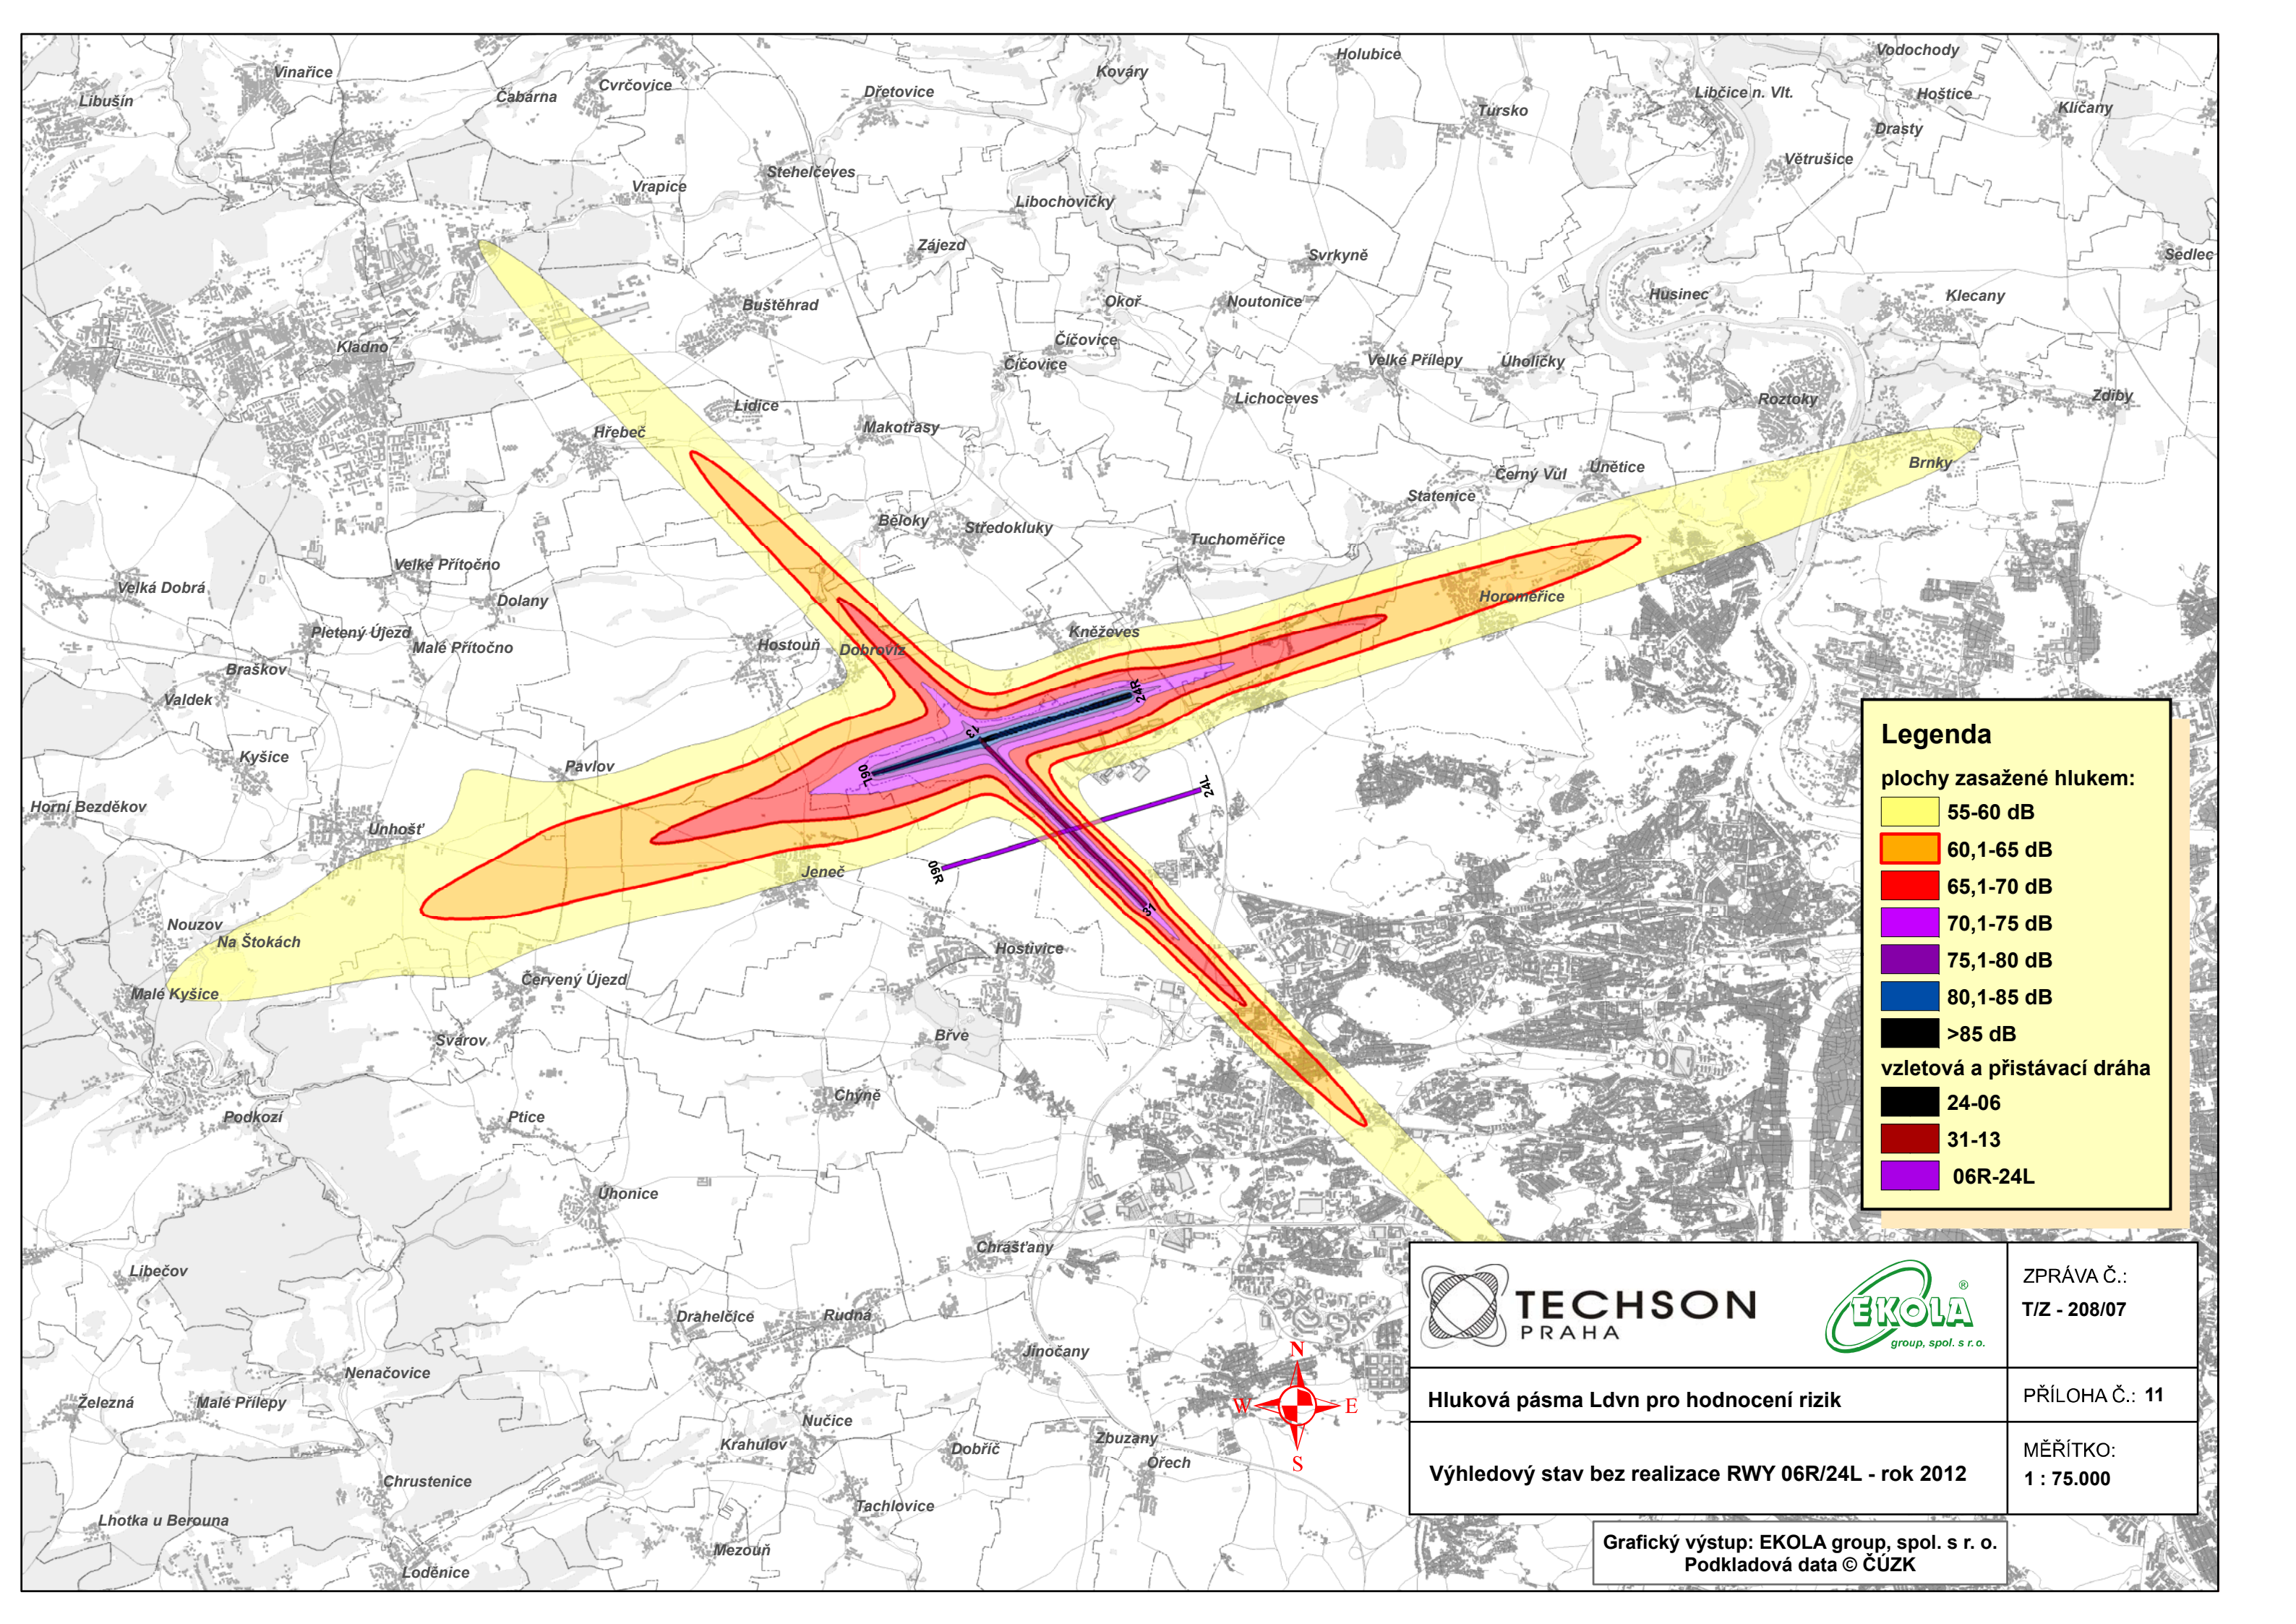 Holubice
Vodochody
Vinařice
Kováry
Cvrčovice
Čabárna
Dřetovice
Libčice n. Vlt.
Hoštice
Libušín
Tursko
Klíčany
Drasty
Větrušice
Stehelčeves
Vrapice
Libochovičky
Zájezd
Svrkyně
Sedlec
Buštěhrad
Okoř
Noutonice
Husinec
Klecany
Číčovice
Kladno
Číčovice
Velké Přílepy
Úholičky
Lidice
Lichoceves
Roztoky
Zdiby
Hřebeč
Makotřasy
Brnky
Černý Vůl
Únětice
Statenice
Běloky
Středokluky
Tuchoměřice
Velké Přítočno
Velká Dobrá
Dolany
Horoměřice
Pletený Újezd
Malé Přítočno
Hostouň
Dobrovíz
Kněževes
Braškov
Valdek
24R
Kyšice
Pavlov
06L
24L
Horní Bezděkov
Unhošť
Jeneč
06R
31
Nouzov
Na Štokách
Hostivice
Malé Kyšice
Červený Újezd
Svárov
Břve
Podkozí
Ptice
Chýně
Úhonice
Chrášťany
Libečov
Drahelčice
Rudná
Jinočany
Nenačovice
Železná
Malé Přílepy
Nučice
Krahulov
Dobříč
Zbuzany
Ořech
Chrustenice
Tachlovice
Lhotka u Berouna
Mezouň
Loděnice
Legenda
plochy zasažené hlukem:
55-60 dB
60,1-65 dB
65,1-70 dB
70,1-75 dB
75,1-80 dB
80,1-85 dB
>85 dB
vzletová a přistávací dráha
24-06
31-13
06R-24L
N
W
E
S
TECHSON
PRAHA
EKOLA ®
group, spol. s r. o.
ZPRÁVA Č.:
T/Z - 208/07
Hluková pásma Ldvn pro hodnocení rizik
PŘÍLOHA Č.: 11
Výhledový stav bez realizace RWY 06R/24L - rok 2012
MĚŘÍTKO:
1 : 75.000
Grafický výstup: EKOLA group, spol. s r. o.
Podkladová data © ČÚZK